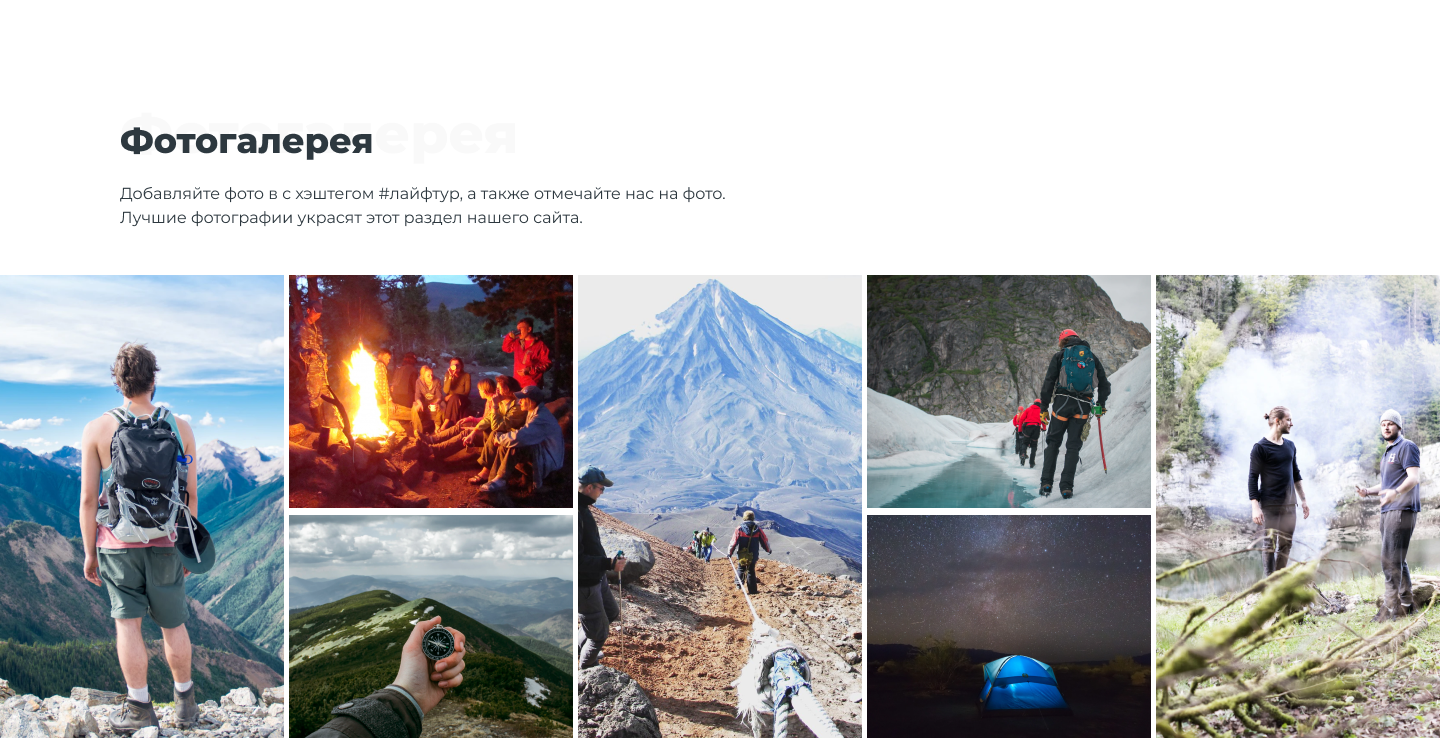 Фотогалерея
Добавляйте фото в с хэштегом #лайфтур, а также отмечайте нас на фото.
Лучшие фотографии украсят этот раздел нашего сайта.